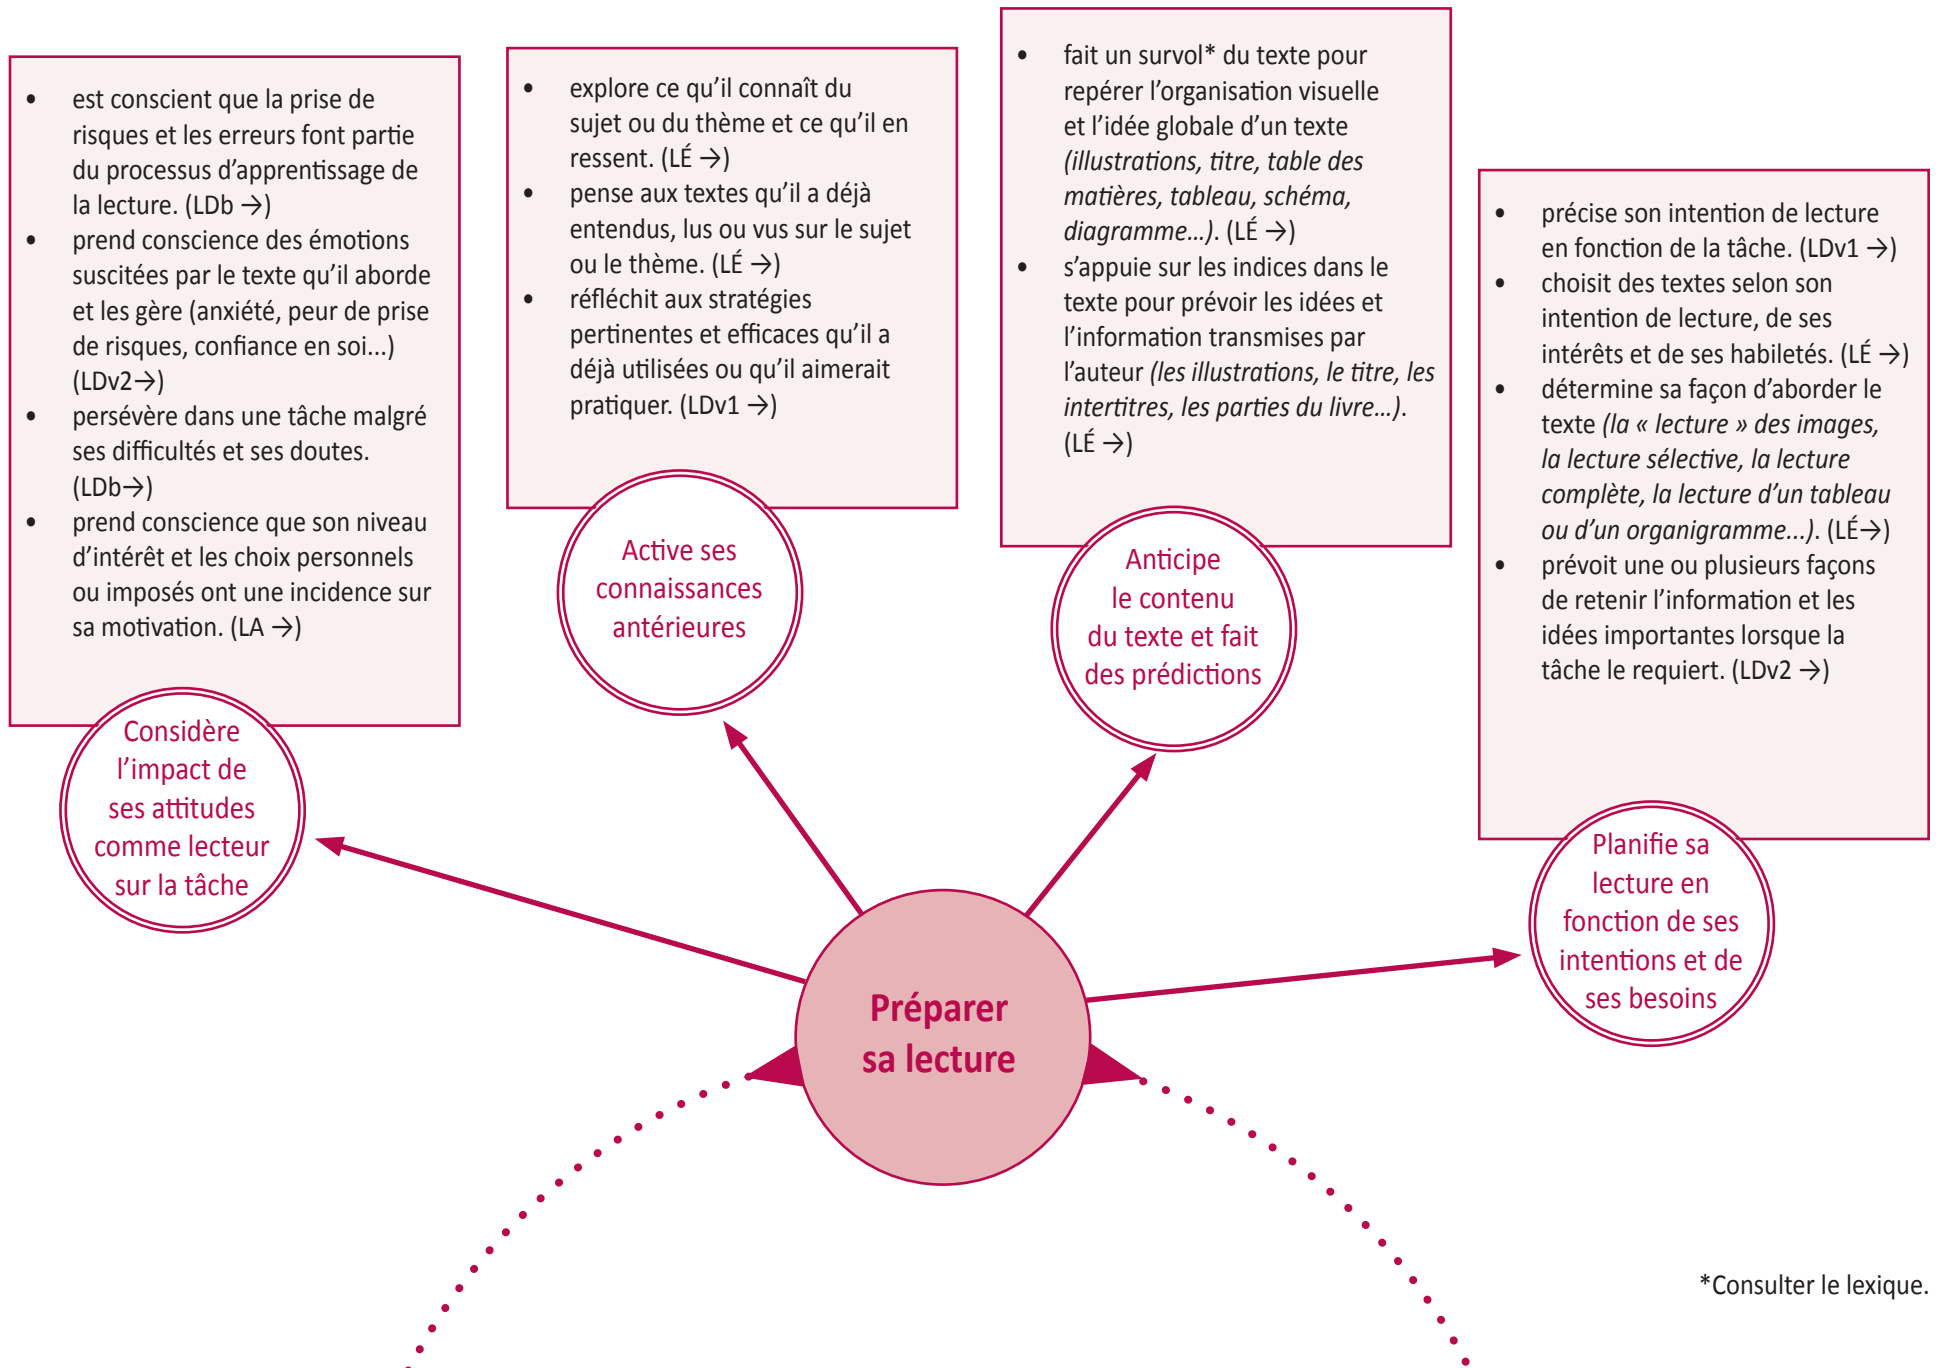 • est conscient que la prise de
risques et les erreurs font partie
du processus d’apprentissage de
la lecture. (LDb →)
• prend conscience des émotions
suscitées par le texte qu’il aborde
et les gère (anxiété, peur de prise
de risques, confiance en soi...)
(LDv2→)
• persévère dans une tâche malgré
ses difficultés et ses doutes.
(LDb→)
• prend conscience que son niveau
d’intérêt et les choix personnels
ou imposés ont une incidence sur
sa motivation. (LA →)
Considère
l’impact de
ses attitudes
comme lecteur
sur la tâche
• explore ce qu’il connaît du
sujet ou du thème et ce qu’il en
ressent. (LÉ →)
• pense aux textes qu’il a déjà
entendus, lus ou vus sur le sujet
ou le thème. (LÉ →)
• réfléchit aux stratégies
pertinentes et efficaces qu’il a
déjà utilisées ou qu’il aimerait
pratiquer. (LDv1 →)
Active ses
connaissances
antérieures
• fait un survol* du texte pour
repérer l’organisation visuelle
et l’idée globale d’un texte
(illustrations, titre, table des
matières, tableau, schéma,
diagramme...). (LÉ →)
• s’appuie sur les indices dans le
texte pour prévoir les idées et
l’information transmises par
l’auteur (les illustrations, le titre, les
intertitres, les parties du livre...).
(LÉ →)
Anticipe
le contenu
du texte et fait
des prédictions
• précise son intention de lecture
en fonction de la tâche. (LDv1 →)
• choisit des textes selon son
intention de lecture, de ses
intérêts et de ses habiletés. (LÉ →)
• détermine sa façon d’aborder le
texte (la « lecture » des images,
la lecture sélective, la lecture
complète, la lecture d’un tableau
ou d’un organigramme...). (LÉ→)
• prévoit une ou plusieurs façons
de retenir l’information et les
idées importantes lorsque la
tâche le requiert. (LDv2 →)
Planifie sa
lecture en
fonction de ses
intentions et de
ses besoins
Préparer
sa lecture
*Consulter le lexique.